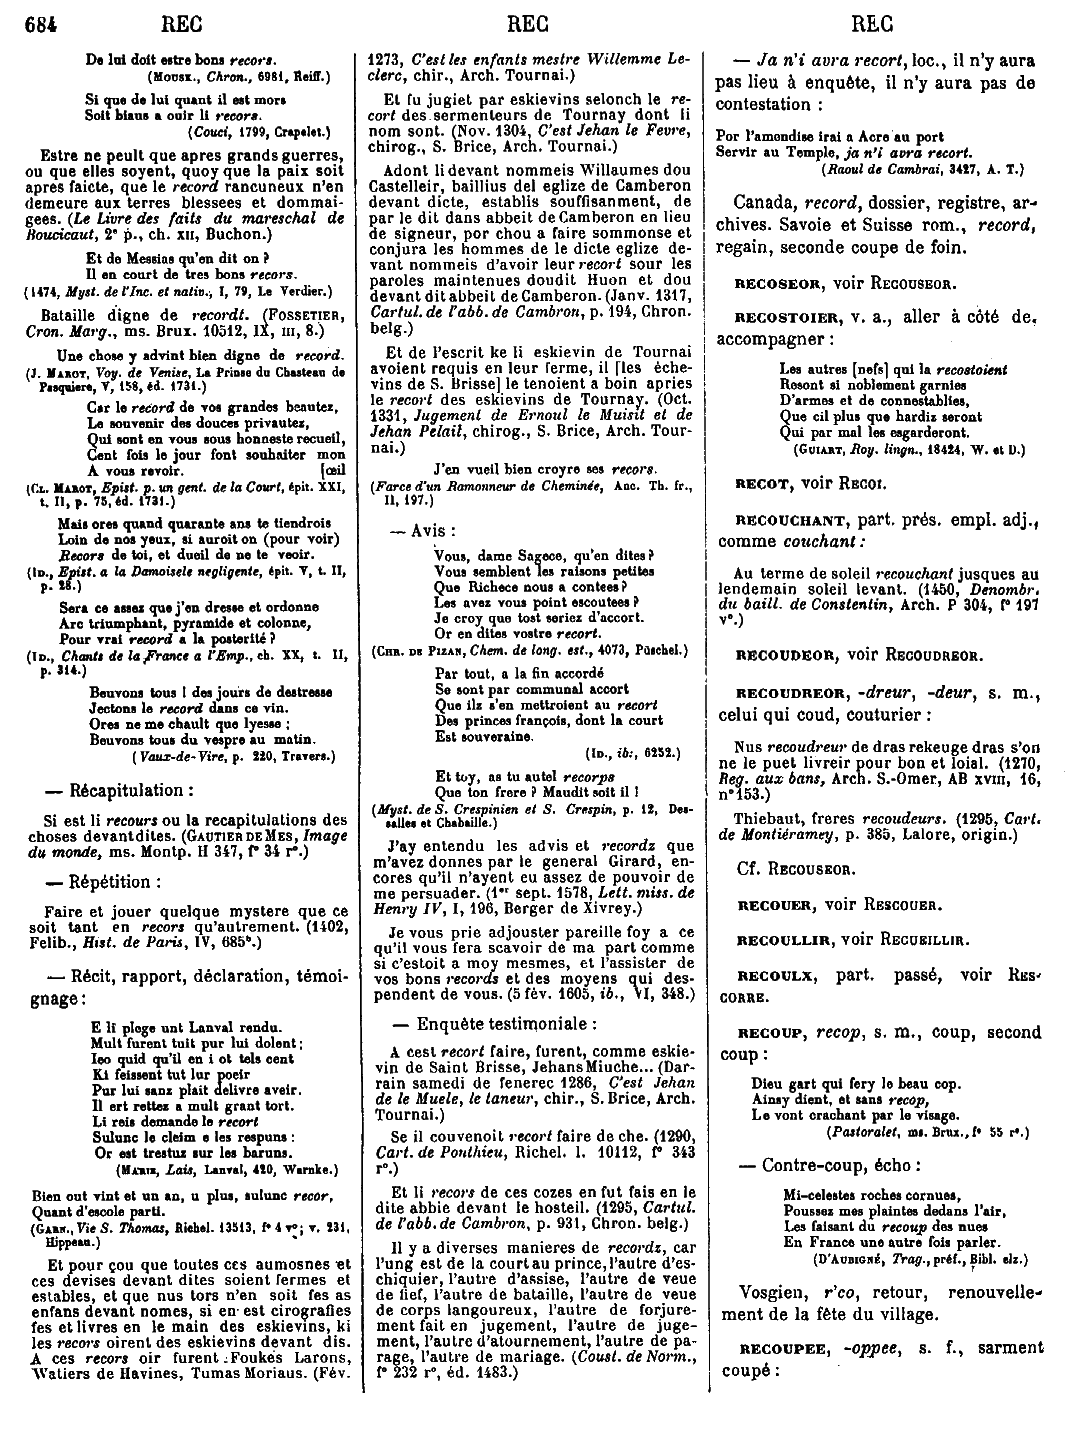 684 REC REC REC
De lui doit estre bons recors.
(Mousk., Chron., 6981, Reiff.)
Si que de lui quant il est mors
Soit biaus a ouir li recors.
(Couci, 1799, Crapelet.)
Estre ne peult que apres grands guerres,
ou que elles soyent, quoy que la paix soit
apres faicte, que le record rancuneux n'en
demeure aux terres blessees et dommai-
gees. (Le Livre des faits du mareschal de
Boucicaut, 2e p., ch. XII, Buchon.)
Et de Messias qu'en dit on ?
Il en court de tres bons recors.
(1474, Myst. de l'Inc. et nativ., I, 79, Le Verdier.)
Bataille digne de recordt. (FOSSETIER,
Cron. Marg., ms. Brux. 10512, IX, III, 8.)
Une chose y advint bien digne de record.
(J. MAROT, Voy. de Venise, La Prinse du Chasteau de
Pesquiere, V, 158, éd. 1731.)
Car le record de vos grandes beautez,
Le souvenir des douces privautez,
Qui sont en vous sous honneste recueil,
Cent fois le jour font souhaiter mon
A vous revoir. [œil
(CL. MAROT, Epist. p. un gent. de la Court, épit. XXI,
t. II, p. 75, éd. 1731.)
Mais ores quand quarante ans te tiendrois
Loin de nos yeux, si auroit on (pour voir)
Recors de toi, et dueil de ne te veoir.
(ID., Epist. a la Damoisele negligente, épit. V, t. II,
p. 28.)
Sera ce assez que j'en dresse et ordonne
Arc triumphant, pyramide et colonne,
Pour vrai record a la posterité ?
(ID., Chants de la France a l'Emp., ch. XX, t. II,
p. 314.)
Beuvons tous ! des jours de destresse
Jectons le record dans ce vin.
Ores ne me chault que lyesse ;
Beuvons tous du vespre au matin.
(Vaux-de-Vire, p. 220, Travers.)
— Récapitulation :
Si est li recours ou la recapitulations des
choses devantdites. (GAUTIER DE MES, Image
du monde, ms. Montp. H 347, f° 34 r°.)
— Répétition :
Faire et jouer quelque mystere que ce
soit tant en recors qu'autrement. (1402,
Felib., Hist. de Paris, IV, 685b.)
— Récit, rapport, déclaration, témoi-
gnage :
E li plege unt Lanval rendu.
Mult furent tuit pur lui dolent ;
Ieo quid qu'il en i ot tels cent
Ki feissent tut lur poeir
Pur lui sanz plait delivre aveir.
Il ert rettez a mult grant tort.
Li reis demande le recort
Sulunc le cleim e les respuns :
Or est trestuz sur les baruns.
(MARIE, Lais, Lanval, 420, Warnke.)
Bien out vint et un an, u plus, sulunc recor,
Quant d'escole parti.
(GARN., Vie S. Thomas, Richel. 13513, f° 4 v° ; v. 231,
Hippeau.)
Et pour çou que toutes ces aumosnes et
ces devises devant dites soient fermes et
estables, et que nus tors n'en soit fes as
enfans devant nomes, si en est cirografies
fes et livres en le main des eskievins, ki
les recors oirent des eskievins devant dis.
A ces recors oir furent : Foukés Larons,
Watiers de Havines, Tumas Moriaus. (Fév.
1273, C'est les enfants mestre Willemme Le-
clerc, chir., Arch. Tournai.)
Et fu jugiet par eskievins selonch le re-
cort des sermenteurs de Tournay dont li
nom sont. (Nov. 1304, C'est Jehan le Fevre,
chirog., S. Brice, Arch. Tournai.)
Adont li devant nommeis Willaumes dou
Castelleir, baillius del eglize de Camberon
devant dicte, establis souffisanment, de
par le dit dans abbeit de Camberon en lieu
de signeur, por chou a faire sommonse et
conjura les hommes de le dicte eglize de-
vant nommeis d'avoir leur recort sour les
paroles maintenues doudit Huon et dou
devant dit abbeit de Camberon. (Janv. 1317,
Cartul. de l'abb. de Cambron, p. 194, Chron.
belg.)
Et de l'escrit ke li eskievin de Tournai
avoient requis en leur ferme, il [les éche-
vins de S. Brisse] le tenoient a boin apries
le recort des eskievins de Tournay. (Oct.
1331, Jugement de Ernoul le Muisit et de
Jehan Pelail, chirog., S. Brice, Arch. Tour-
nai.)
J'en vueil bien croyre ses recors.
(Farce d'un Ramonneur de Cheminée, Anc. Th. fr.,
II, 197.)
— Avis :
Vous, dame Sagece, qu'en dites ?
Vous semblent les raisons petites
Que Richece nous a contees ?
Les avez vous point escoutees ?
Je croy que tost seriez d'accort.
Or en dites vostre recort.
(CHR. DE PIZAN, Chem. de long. est., 4073, Püschel.)
Par tout, a la fin accordé
Se sont par communal accort
Que ilz s'en mettroient au recort
Des princes françois, dont la court
Est souveraine.
(ID., ib., 6252.)
Et toy, as tu autel recorps
Que ton frere ? Maudit soit il !
(Myst. de S. Crespinien et S. Crespin, p. 12, Des-
salles et Chabaille.)
J'ay entendu les advis et recordz que
m'avez donnes par le general Girard, en-
cores qu'il n'ayent eu assez de pouvoir de
me persuader. (1er sept. 1578, Lett. miss. de
Henry IV, I, 196, Berger de Xivrey.)
Je vous prie adjouster pareille foy a ce
qu'il vous fera scavoir de ma part comme
si c'estoit a moy mesmes, et l'assister de
vos bons records et des moyens qui des-
pendent de vous. (5 fév. 1605, ib., VI, 348.)
— Enquête testimoniale :
A cest recort faire, furent, comme eskie-
vin de Saint Brisse, Jehans Miuche... (Dar-
rain samedi de fenerec 1286, C'est Jehan
de le Muele, le taneur, chir., S. Brice, Arch.
Tournai.)
Se il couvenoit recort faire de che. (1290,
Cart. de Ponthieu, Richel. l. 10112, f° 343
r°.)
Et li recors de ces cozes en fut fais en le
dite abbie devant le hosteil. (1295, Cartul.
de l'abb. de Cambron, p. 931, Chron. belg.)
Il y a diverses manieres de recordz, car
l'ung est de la court au prince, l'autre d'es-
chiquier, l'autre d'assise, l'autre de veue
de fief, l'autre de bataille, l'autre de veue
de corps langoureux, l'autre de forjure-
ment fait en jugement, l'autre de juge-
ment, l'autre d'atournement, l'autre de pa-
rage, l'autre de mariage. (Coust. de Norm.,
f° 232 r°, éd. 1483.)
— Ja n'i avra recort, loc., il n'y aura
pas lieu à enquête, il n'y aura pas de
contestation :
Por l'amendise irai a Acre au port
Servir au Temple, ja n'i avra recort.
(Raoul de Cambrai, 3427, A. T.)
Canada, record, dossier, registre, ar-
chives. Savoie et Suisse rom., record,
regain, seconde coupe de foin.
RECOSEOR, voir RECOUSEOR.
RECOSTOIER, v. a., aller à côté de,
accompagner :
Les autres [nefs] qui la recostoient
Resont si noblement garnies
D'armes et de connestablies,
Que cil plus que hardiz seront
Qui par mal les esgarderont.
(GUIART, Roy. lingn., 18424, W. et D.)
RECOT, voir RECOI.
RECOUCHANT, part. prés. empl. adj.,
comme couchant :
Au terme de soleil recouchant jusques au
lendemain soleil levant. (1450, Denombr.
du baill. de Constentin, Arch. P 304, f° 197
v°.)
RECOUDEOR, voir RECOUDREOR.
RECOUDREOR, -dreur, -deur, s. m.,
celui qui coud, couturier :
Nus recoudreur de dras rekeuge dras s'on
ne le puet livreir pour bon et loial. (1270,
Reg. aux bans, Arch. S.-Omer, AB XVIII, 16,
n° 153.)
Thiebaut, freres recoudeurs. (1295, Cart.
de Montiéramey, p. 385, Lalore, origin.)
Cf. RECOUSEOR.
RECOUER, voir RESCOUER.
RECOULLIR, voir RECUEILLIR.
RECOULX, part. passé, voir RES-
CORRE.
RECOUP, recop, s. m., coup, second
coup :
Dieu gart qui fery le beau cop.
Ainsy dient, et sans recop,
Le vont crachant par le visage.
(Pastoralet, ms. Brux., f° 55 r°.)
— Contre-coup, écho :
Mi-celestes roches cornues,
Poussez mes plaintes dedans l'air,
Les faisant du recoup des nues
En France une autre fois parler.
(D'AUBIGNÉ, Trag., préf., Bibl. elz.)
Vosgien, r'co, retour, renouvelle-
ment de la fête du village.
RECOUPEE, -oppee, s. f., sarment
coupé :